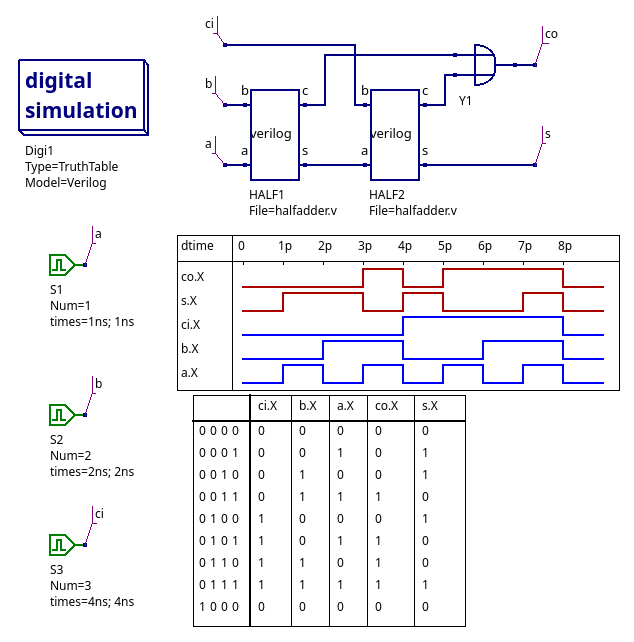 digital
simulation
Digi1
Type=TruthTable
Model=Verilog
ci
co
b
b c
b c
Y1
verilog
verilog
a
a s
a s
s
HALF1
File=halfadder.v
HALF2
File=halfadder.v
a
S1
Num=1
times=1ns; 1ns
b
S2
Num=2
times=2ns; 2ns
ci
S3
Num=3
times=4ns; 4ns
dtime 0 1p 2p 3p 4p 5p 6p 7p 8p
co.X
s.X
ci.X
b.X
a.X
ci.X b.X a.X co.X s.X
0 0 0 0 0 0 0 0 0
0 0 0 1 0 0 1 0 1
0 0 1 0 0 1 0 0 1
0 0 1 1 0 1 1 1 0
0 1 0 0 1 0 0 0 1
0 1 0 1 1 0 1 1 0
0 1 1 0 1 1 0 1 0
0 1 1 1 1 1 1 1 1
1 0 0 0 0 0 0 0 0